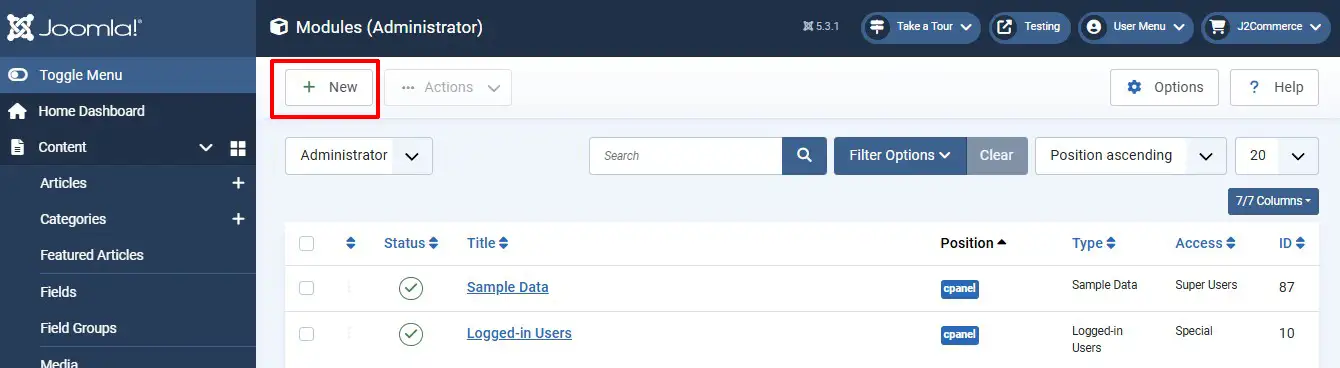 Joomla!®
Modules (Administrator)
5.3.1
Take a Tour
Testing
User Menu
J2Commerce
Toggle Menu
Home Dashboard
Content
Articles
Categories
Featured Articles
Fields
Field Groups
Media
+ New
··· Actions
Options
? Help
Administrator
Search
Filter Options
Clear
Position ascending
20
7/7 Columns
Status Title Position Type Access ID
Sample Data cpanel Sample Data Super Users 87
Logged-in Users cpanel Logged-in Special 10
Users